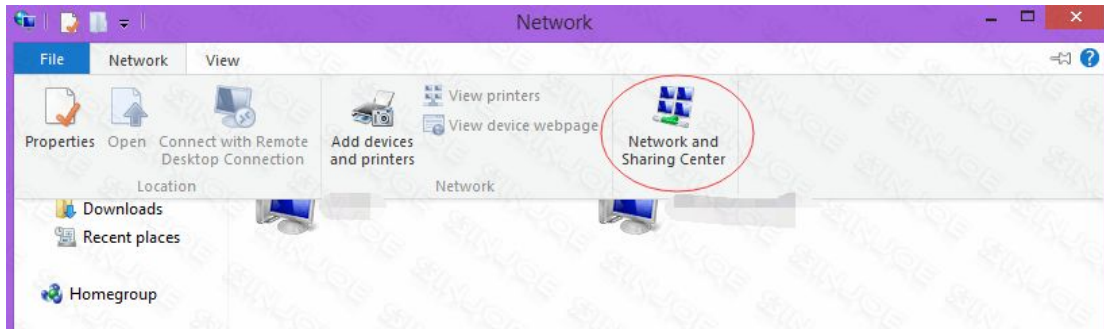 Network
File Network View
View printers
View device webpage
Properties Open Connect with Remote
Desktop Connection
Add devices
and printers
Network and
Sharing Center
Location
Network
Downloads
Recent places
Homegroup